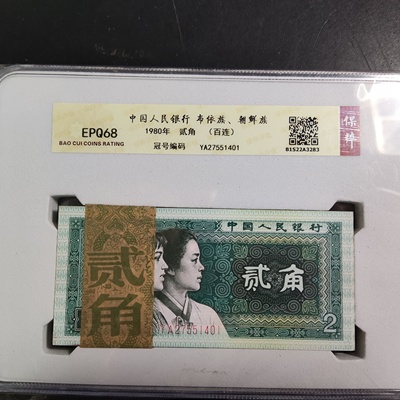 EPQ68
BAO CUI COINS RATING
中国人民银行 布依族、朝鲜族
1980年 贰角 （百连）
冠号编码 YA27551401
B1S22A32B3
保粹
中国人民银行
贰角
贰角
YA27551401
2